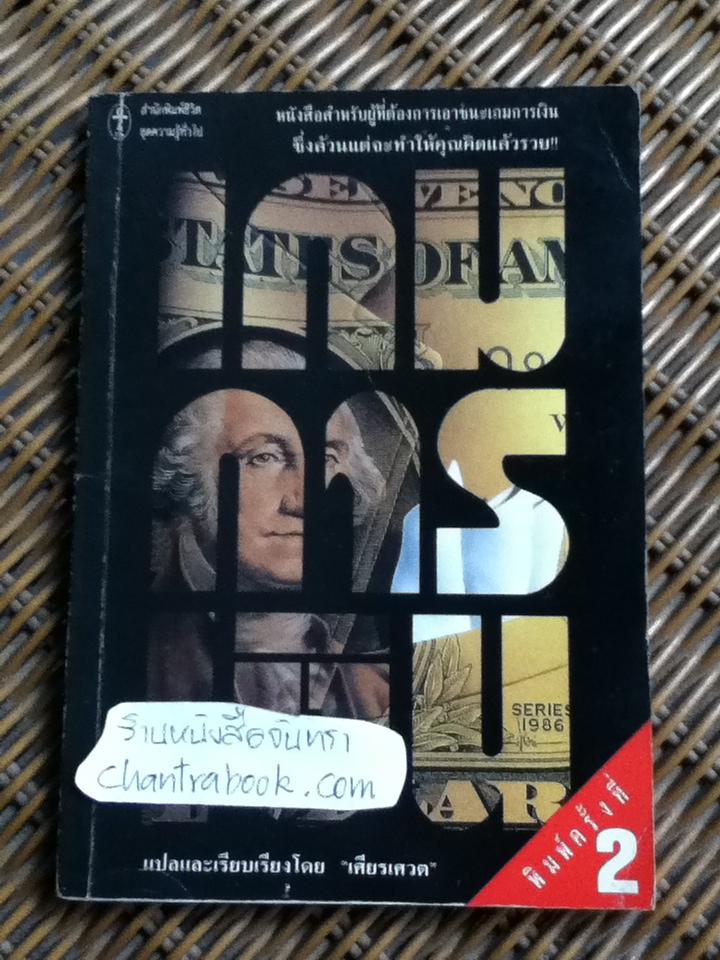 สำนักพิมพ์ชีวิต
ชุดความรู้ทั่วไป
หนังสือสำหรับผู้ที่ต้องการเอาชนะเกมการเงิน
ซึ่งล้วนแต่จะทำให้คุณคิดแล้วรวย!!
เกม
การ
STATES OF AM
SERIES
1986
ร้านหนังสือจันทรา
chantrabook.com
แปลและเรียบเรียงโดย "เศียรเศวต"
พิมพ์ครั้งที่
2